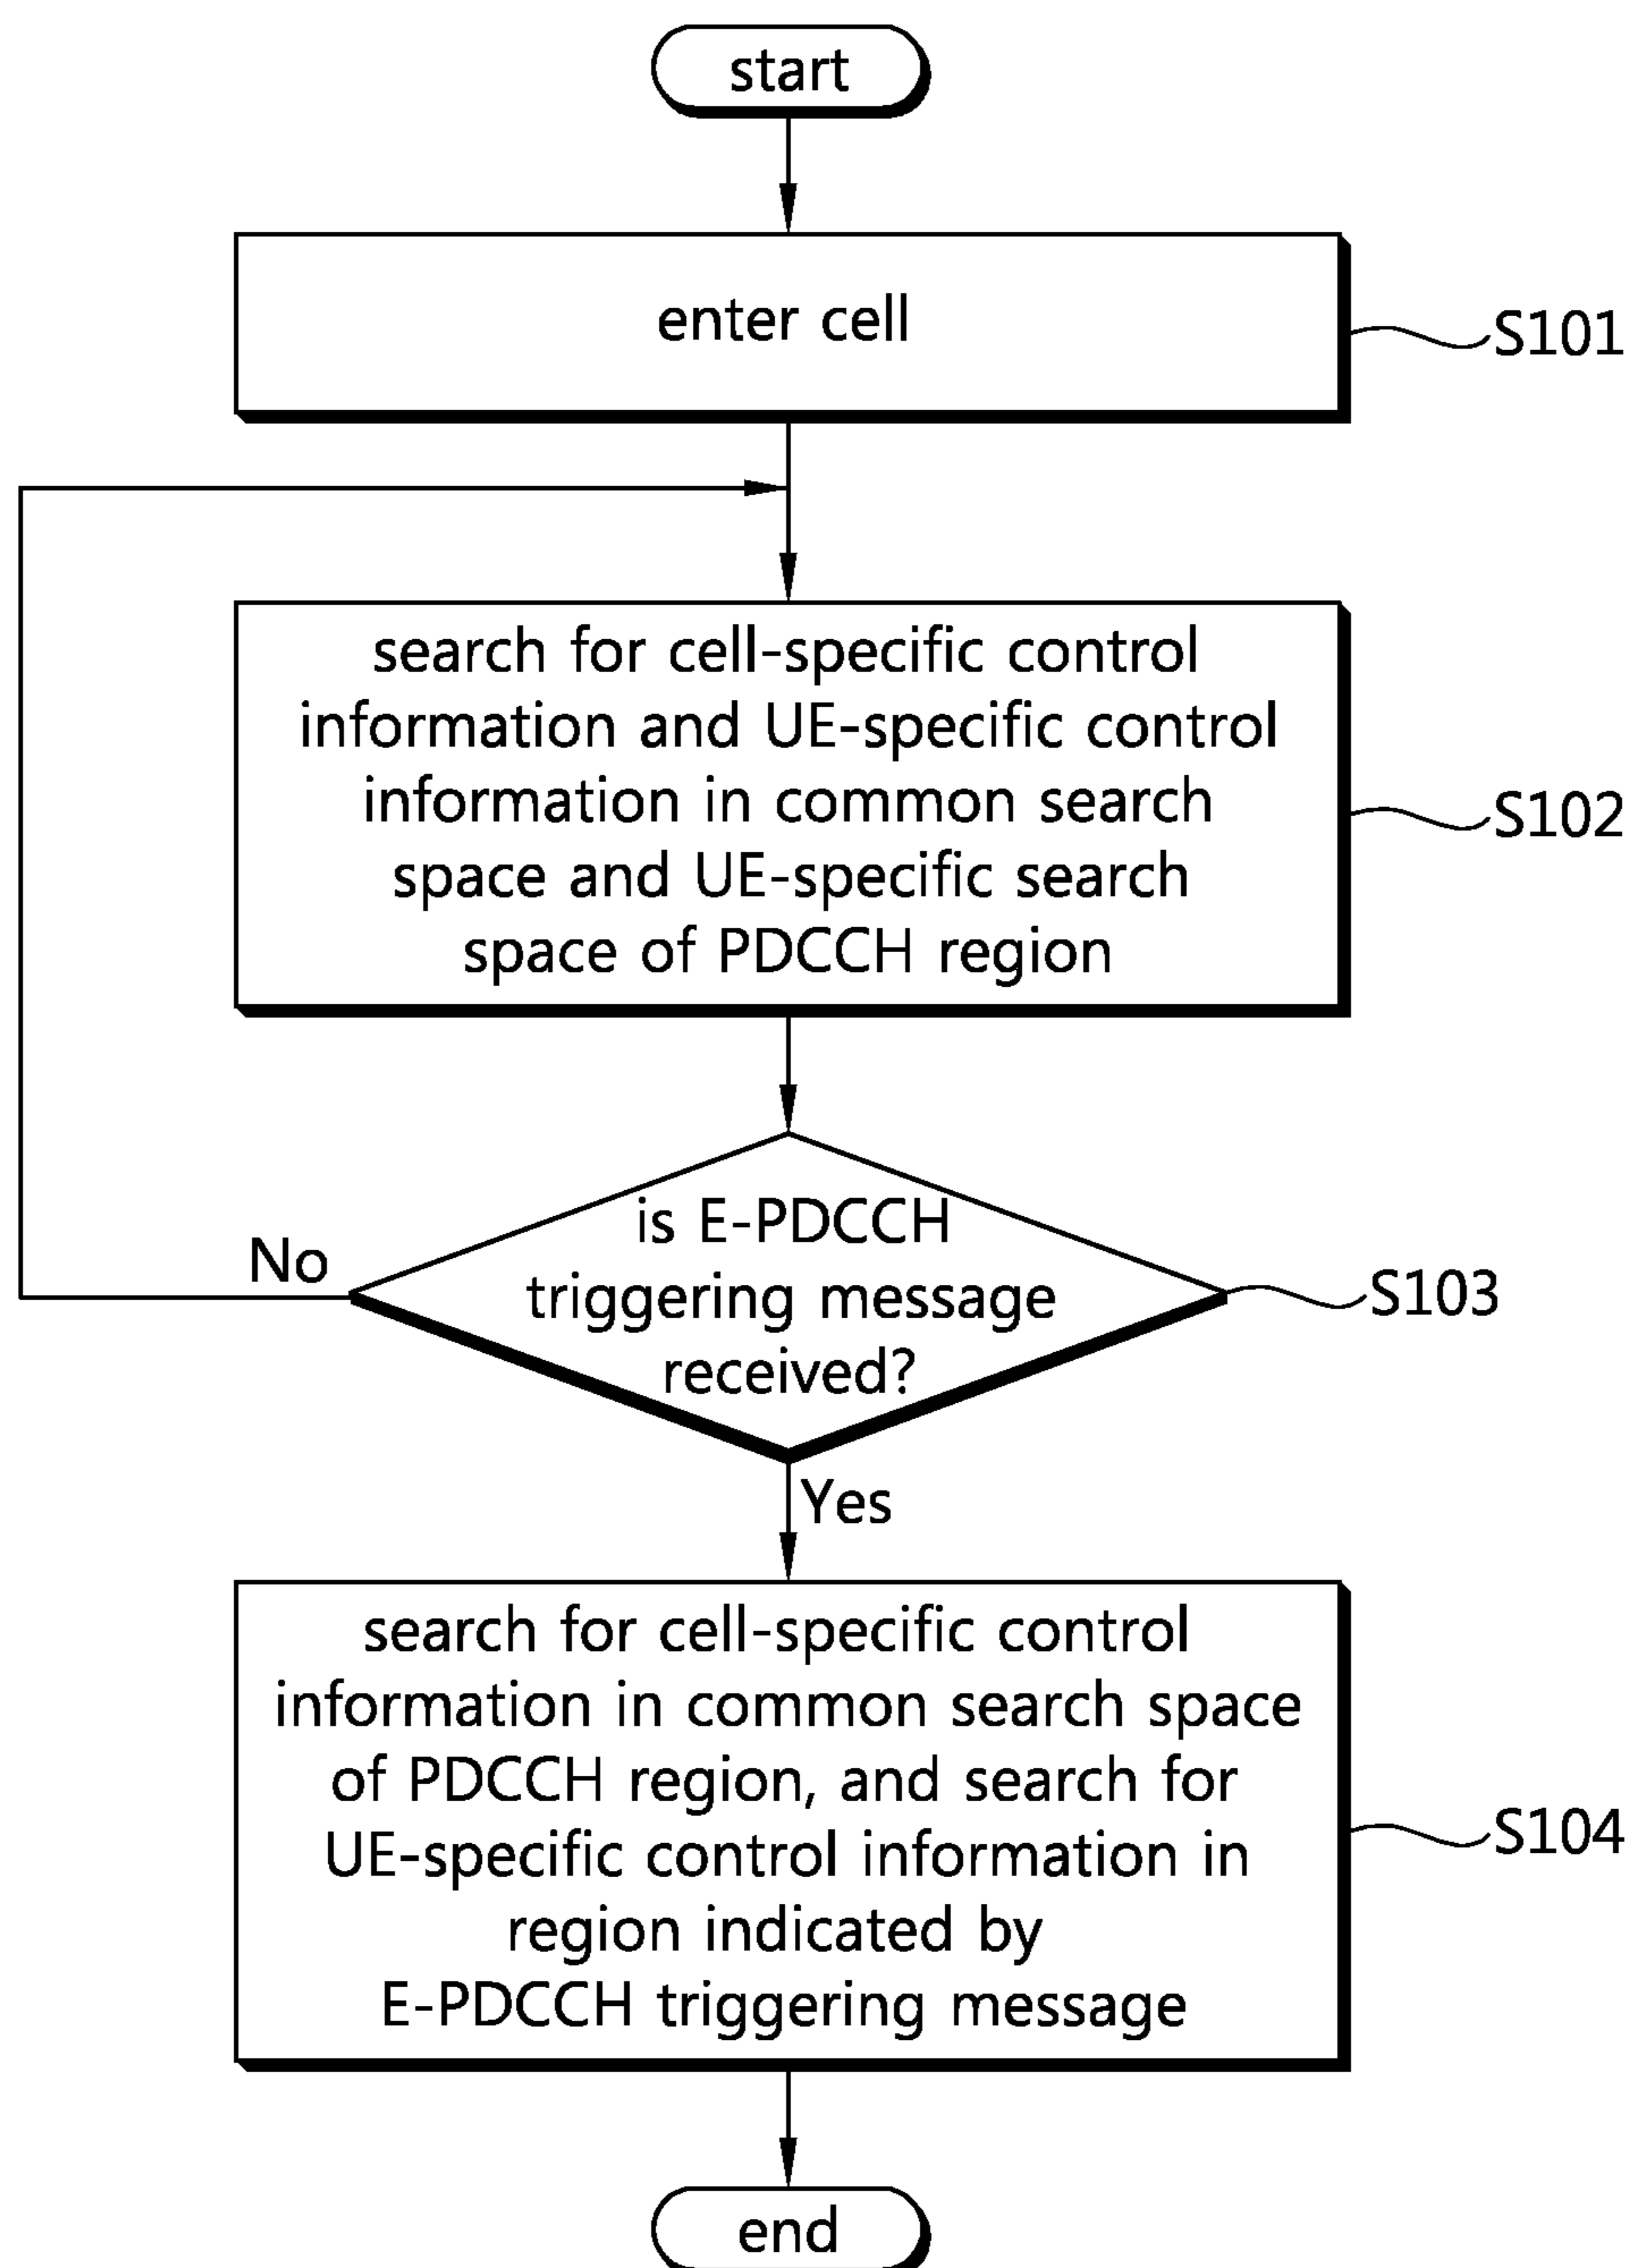 start
enter cell
S101
search for cell-specific control
information and UE-specific control
information in common search
space and UE-specific search
space of PDCCH region
S102
is E-PDCCH
triggering message
received?
No
S103
Yes
search for cell-specific control
information in common search space
of PDCCH region, and search for
UE-specific control information in
region indicated by
E-PDCCH triggering message
S104
end